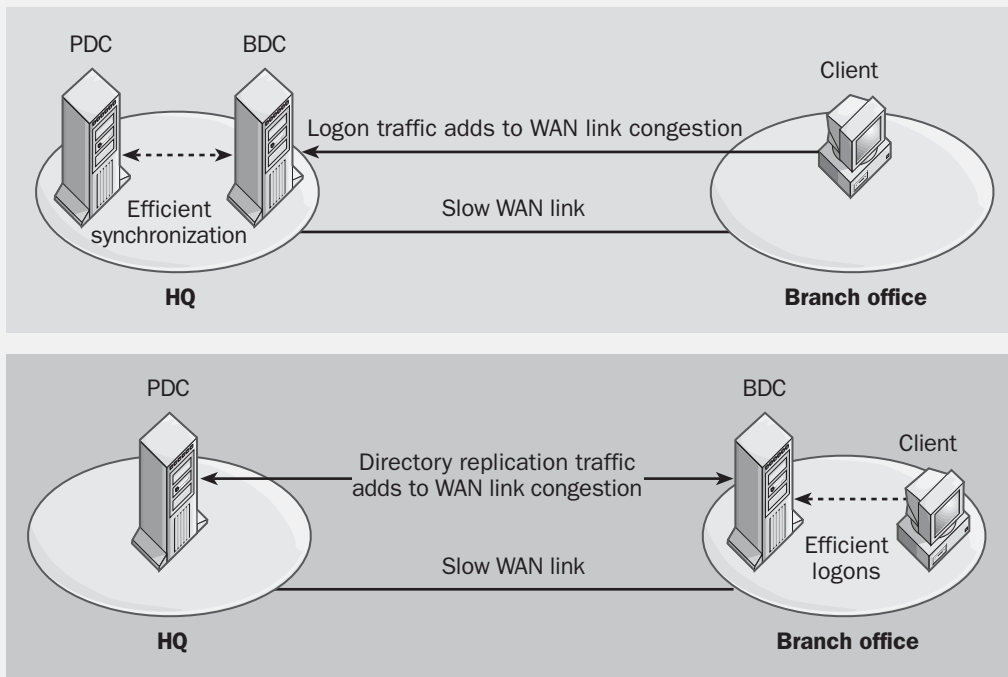 PDC
BDC
Client
Logon traffic adds to WAN link congestion
Efficient
synchronization
Slow WAN link
HQ
Branch office
PDC
BDC
Client
Directory replication traffic
adds to WAN link congestion
Efficient
logons
Slow WAN link
HQ
Branch office